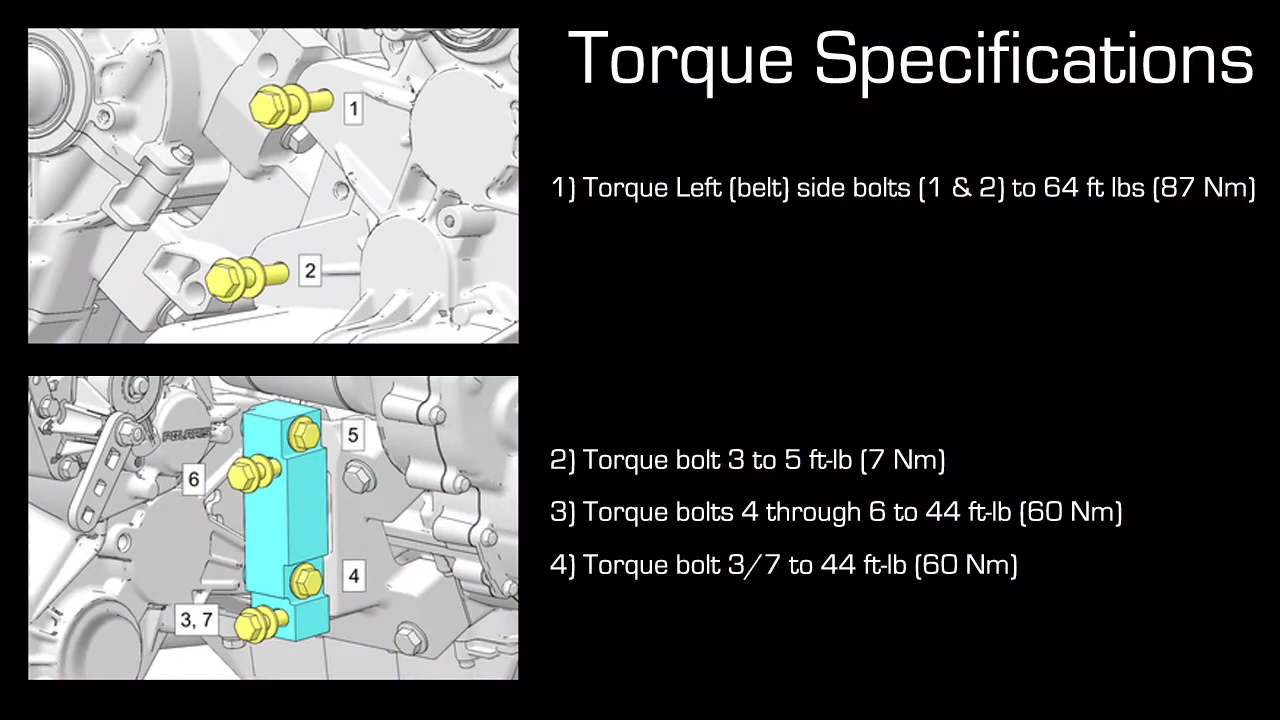 Torque Specifications
1
1) Torque Left (belt) side bolts (1 & 2) to 64 ft lbs (87 Nm)
2
POLARIS
5
6
2) Torque bolt 3 to 5 ft-lb (7 Nm)
3) Torque bolts 4 through 6 to 44 ft-lb (60 Nm)
4) Torque bolt 3/7 to 44 ft-lb (60 Nm)
4
3, 7